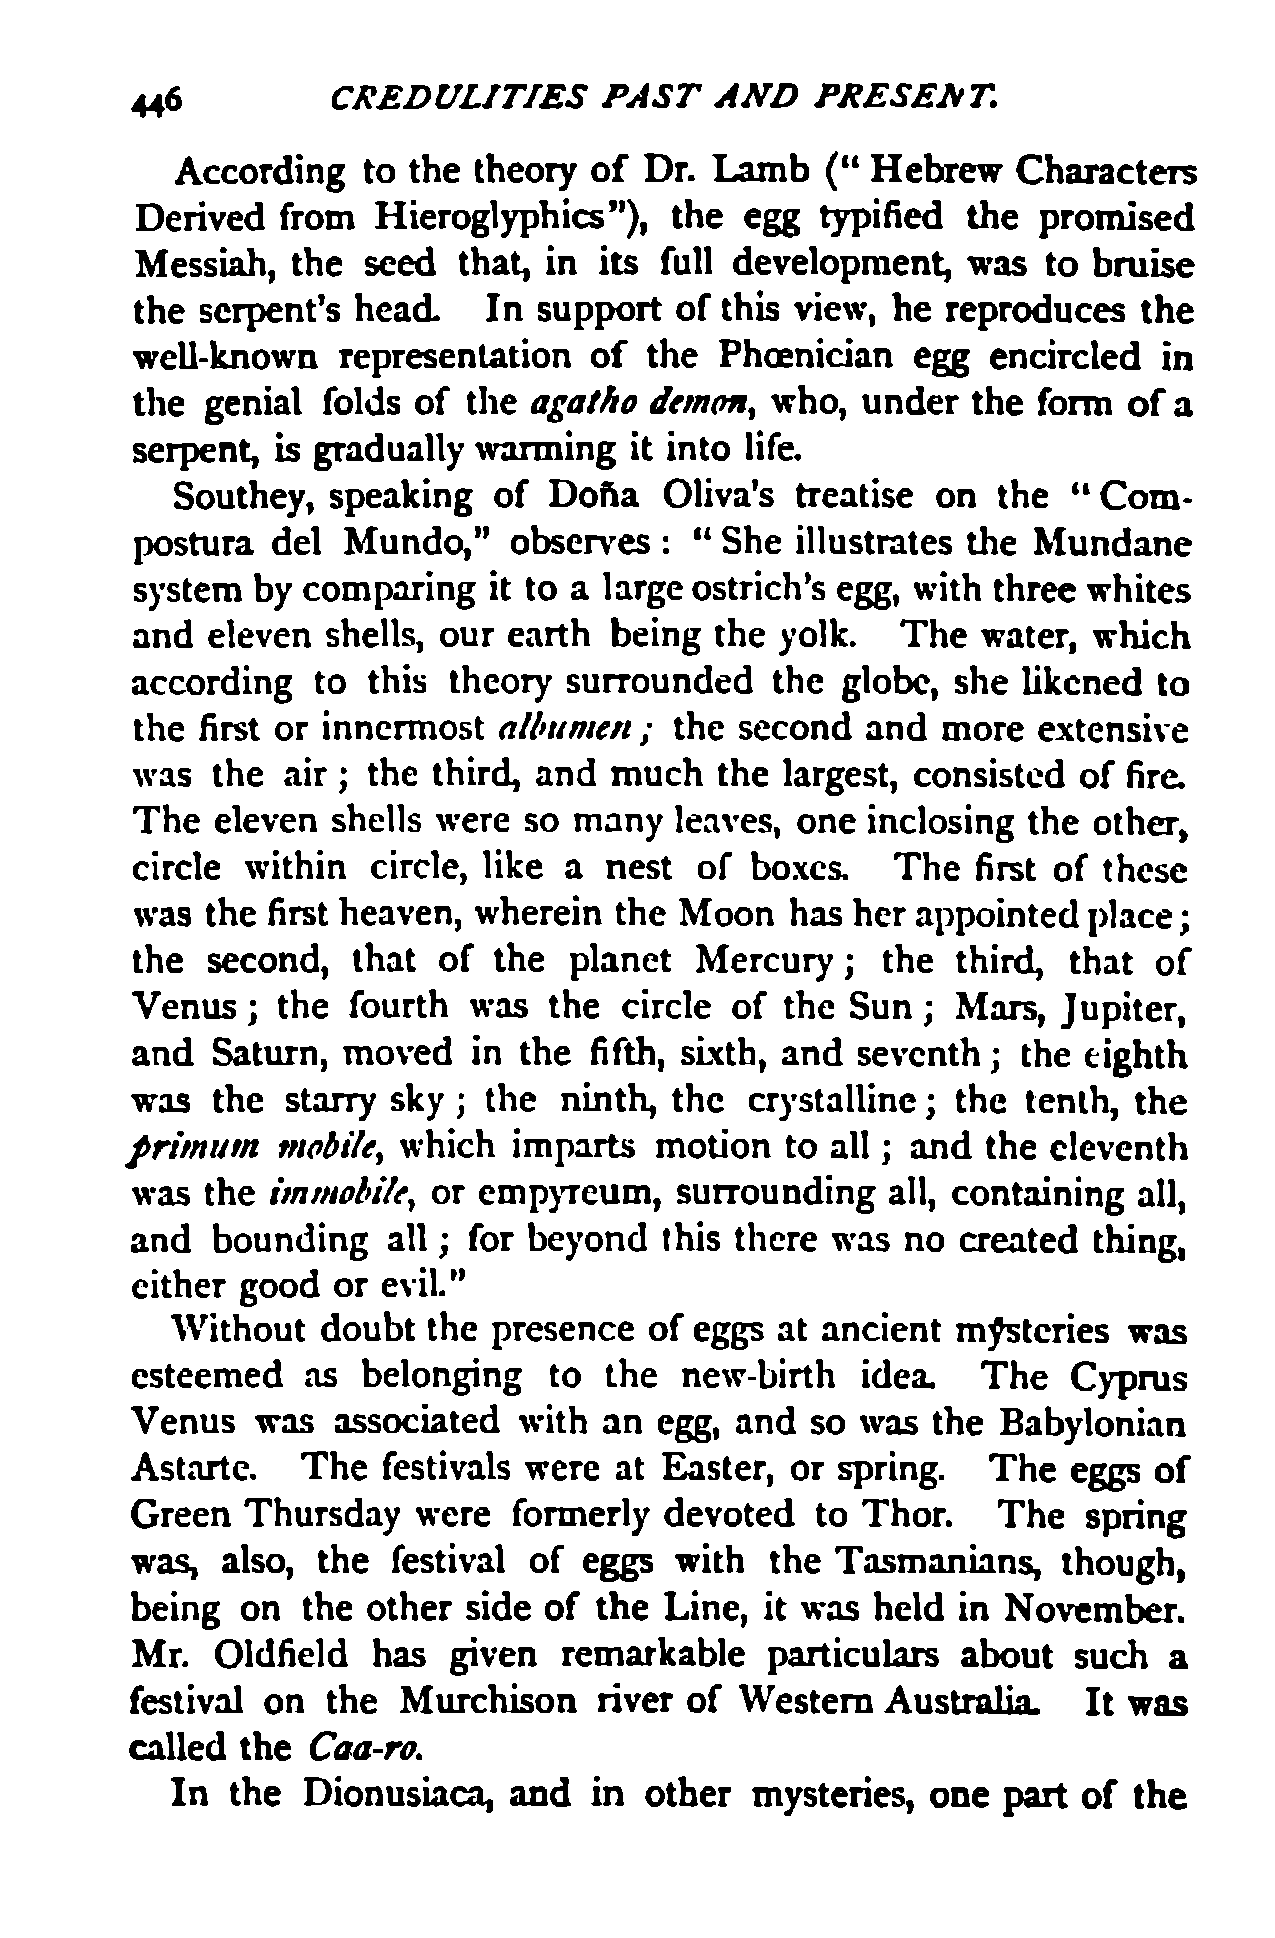 446 CREDULITIES PAST AND PRESENT.
According to the theory of Dr. Lamb (" Hebrew Characters
Derived from Hieroglyphics"), the egg typified the promised
Messiah, the seed that, in its full development, was to bruise
the serpent's head. In support of this view, he reproduces the
well-known representation of the Phœnician egg encircled in
the genial folds of the agatho demon, who, under the form of a
serpent, is gradually warming it into life.
Southey, speaking of Doña Oliva's treatise on the " Com-
postura del Mundo," observes : " She illustrates the Mundane
system by comparing it to a large ostrich's egg, with three whites
and eleven shells, our earth being the yolk. The water, which
according to this theory surrounded the globe, she likened to
the first or innermost albumen ; the second and more extensive
was the air ; the third, and much the largest, consisted of fire.
The eleven shells were so many leaves, one inclosing the other,
circle within circle, like a nest of boxes. The first of these
was the first heaven, wherein the Moon has her appointed place ;
the second, that of the planet Mercury ; the third, that of
Venus ; the fourth was the circle of the Sun ; Mars, Jupiter,
and Saturn, moved in the fifth, sixth, and seventh ; the eighth
was the starry sky ; the ninth, the crystalline ; the tenth, the
primum mobile, which imparts motion to all ; and the eleventh
was the immobile, or empyreum, surrounding all, containing all,
and bounding all ; for beyond this there was no created thing,
either good or evil."
Without doubt the presence of eggs at ancient mysteries was
esteemed as belonging to the new-birth idea. The Cyprus
Venus was associated with an egg, and so was the Babylonian
Astarte. The festivals were at Easter, or spring. The eggs of
Green Thursday were formerly devoted to Thor. The spring
was, also, the festival of eggs with the Tasmanians, though,
being on the other side of the Line, it was held in November.
Mr. Oldfield has given remarkable particulars about such a
festival on the Murchison river of Western Australia. It was
called the Caa-ro.
In the Dionusiaca, and in other mysteries, one part of the